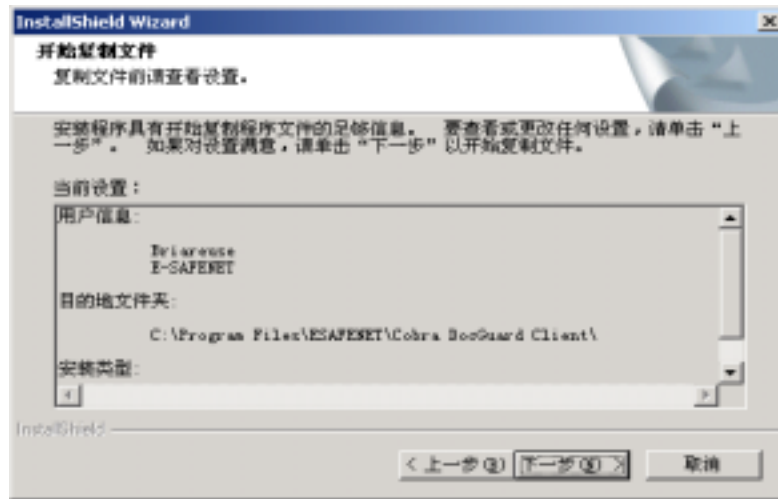 InstallShield Wizard
开始复制文件
复制文件前请查看设置。
安装程序具有开始复制程序文件的足够信息。 要查看或更改任何设置，请单击“上
一步”。 如果对设置满意，请单击“下一步”以开始复制文件。
当前设置：
用户信息:
E-SAFENET
目的地文件夹:
C:\Program Files\ESAFENET\Cobra DocGuard Client\
安装类型:
InstallShield
< 上一步(B) 下一步(N) > 取消